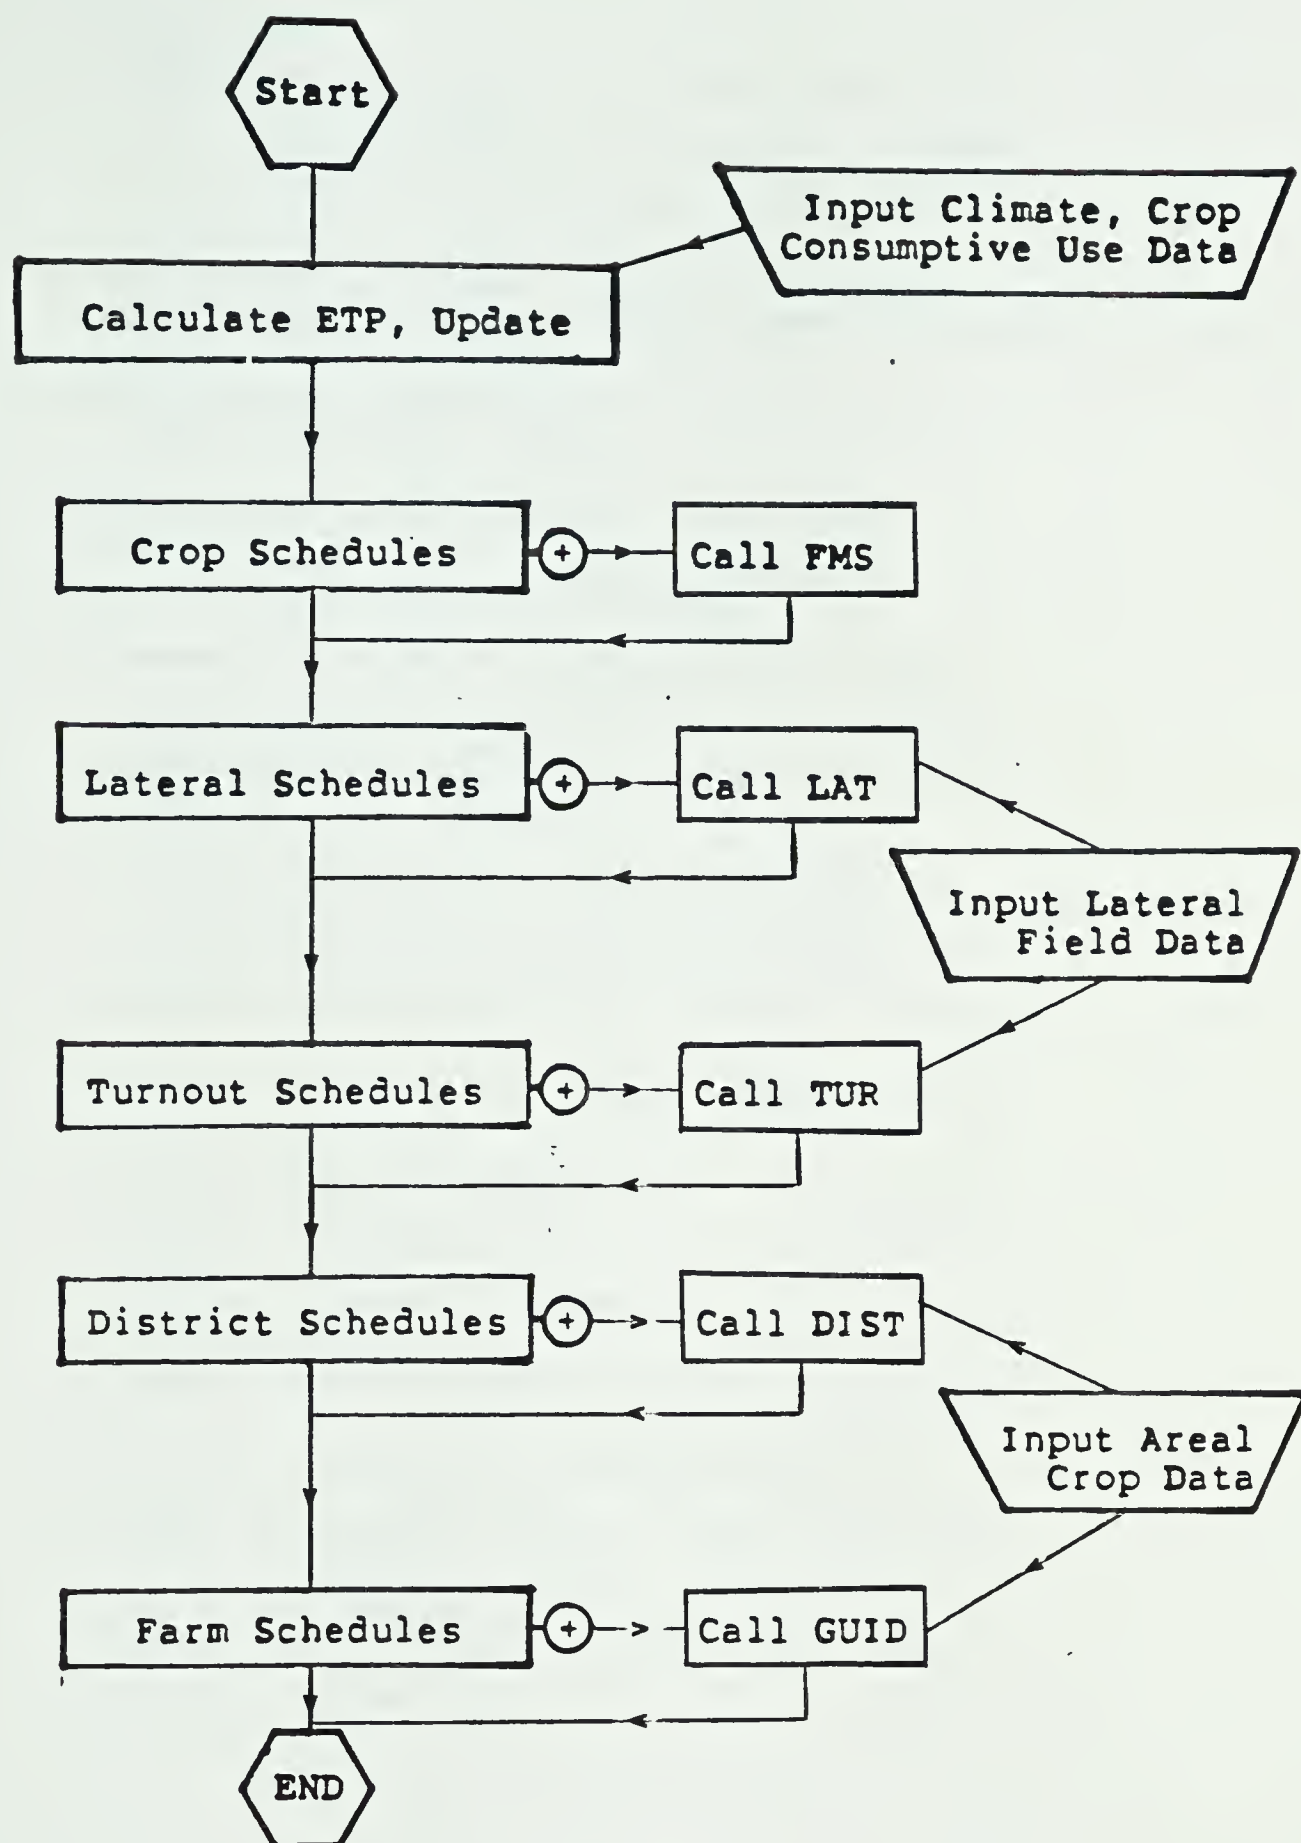 Start
Input Climate, Crop
Consumptive Use Data
Calculate ETP, Update
Crop Schedules
+
Call FMS
Lateral Schedules
+
Call LAT
Input Lateral
Field Data
Turnout Schedules
+
Call TUR
District Schedules
+
Call DIST
Input Areal
Crop Data
Farm Schedules
+
Call GUID
END